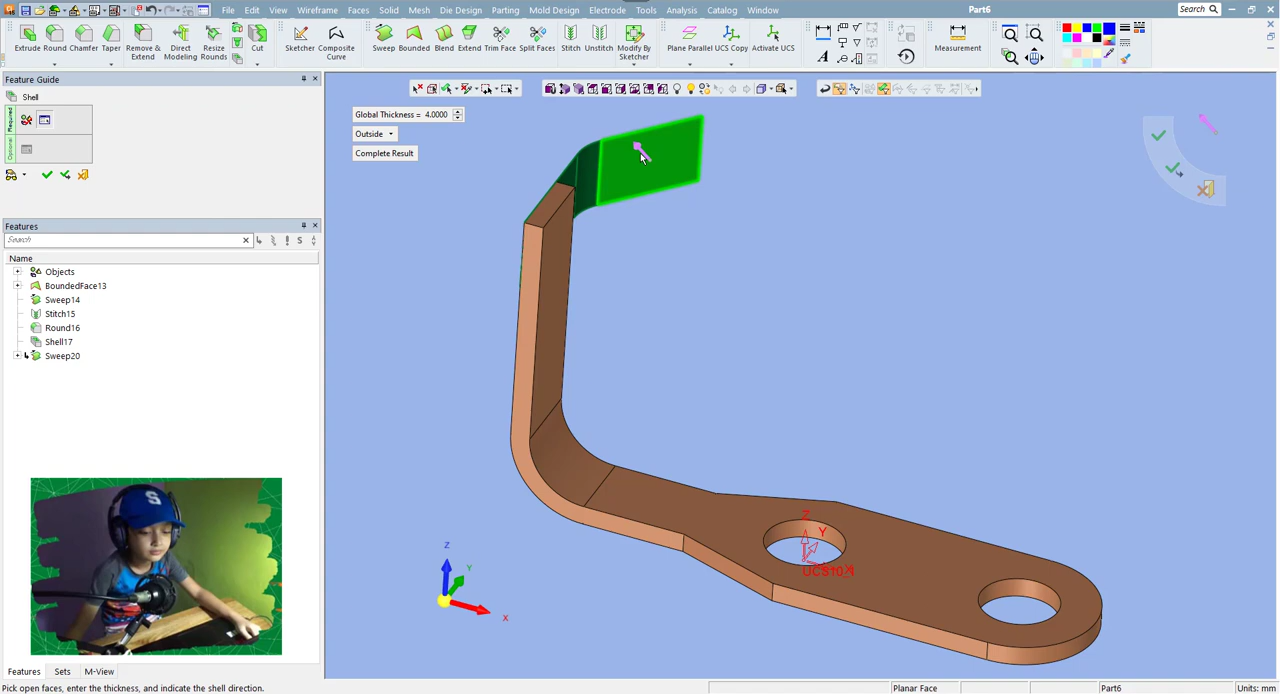 File Edit View Wireframe Faces Solid Mesh Die Design Parting Mold Design Electrode Tools Analysis Catalog Window Part6 Search
Extrude Round Chamfer Taper Remove & Extend Direct Modeling Resize Rounds Cut Sketcher Composite Curve Sweep Bounded Blend Extend Trim Face Split Faces Stitch Unstitch Modify By Sketcher Plane Parallel UCS Copy Activate UCS Measurement
Feature Guide
Shell
Required
Optional
Global Thickness = 4.0000
Outside
Complete Result
Features
Search
Name
Objects
BoundedFace13
Sweep14
Stitch15
Round16
Shell17
Sweep20
Z
Y
X
Z
Y
X
S
Features Sets M-View
Pick open faces, enter the thickness, and indicate the shell direction.
Planar Face Part6 Units: mm